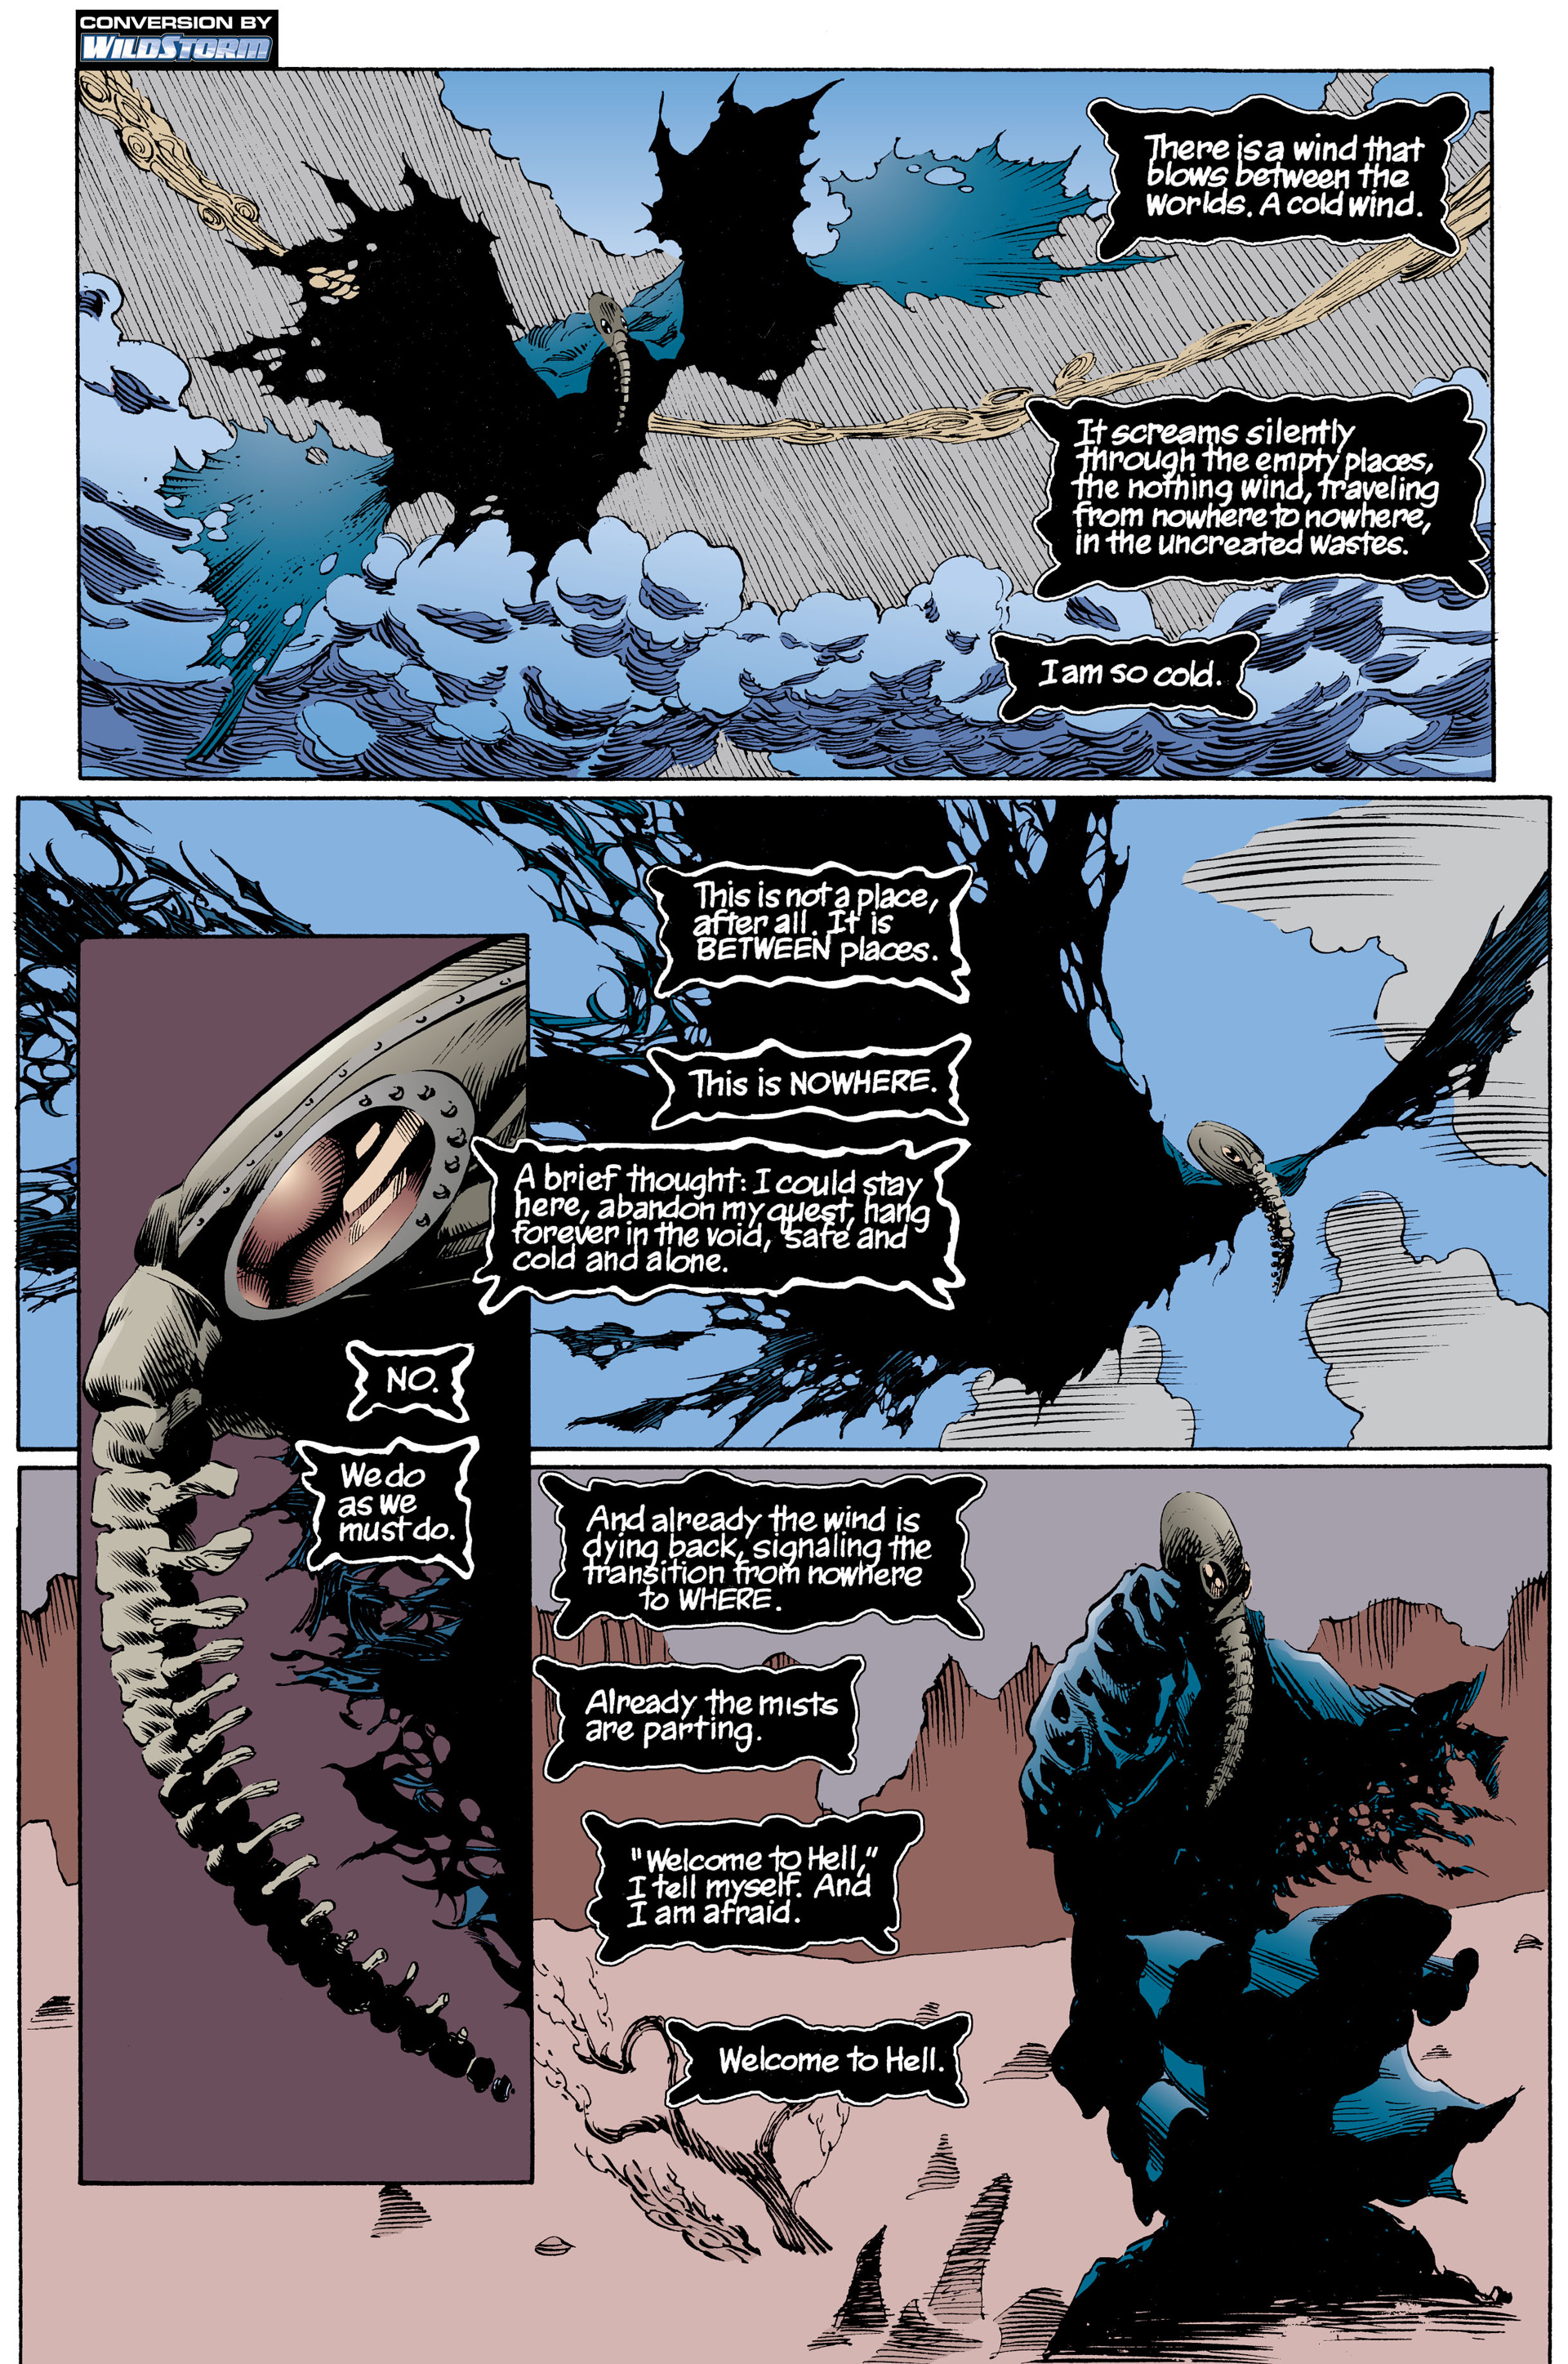 CONVERSION BY
WILDSTORM
There is a wind that
blows between the
worlds. A cold wind.
It screams silently
through the empty places,
the nothing wind, traveling
from nowhere to nowhere,
in the uncreated wastes.
I am so cold.
This is not a place,
after all. It is
BETWEEN places.
This is NOWHERE.
A brief thought: I could stay
here, abandon my quest, hang
forever in the void, safe and
cold and alone.
NO.
We do
as we
must do.
And already the wind is
dying back, signaling the
transition from nowhere
to WHERE.
Already the mists
are parting.
"Welcome to Hell,"
I tell myself. And
I am afraid.
Welcome to Hell.